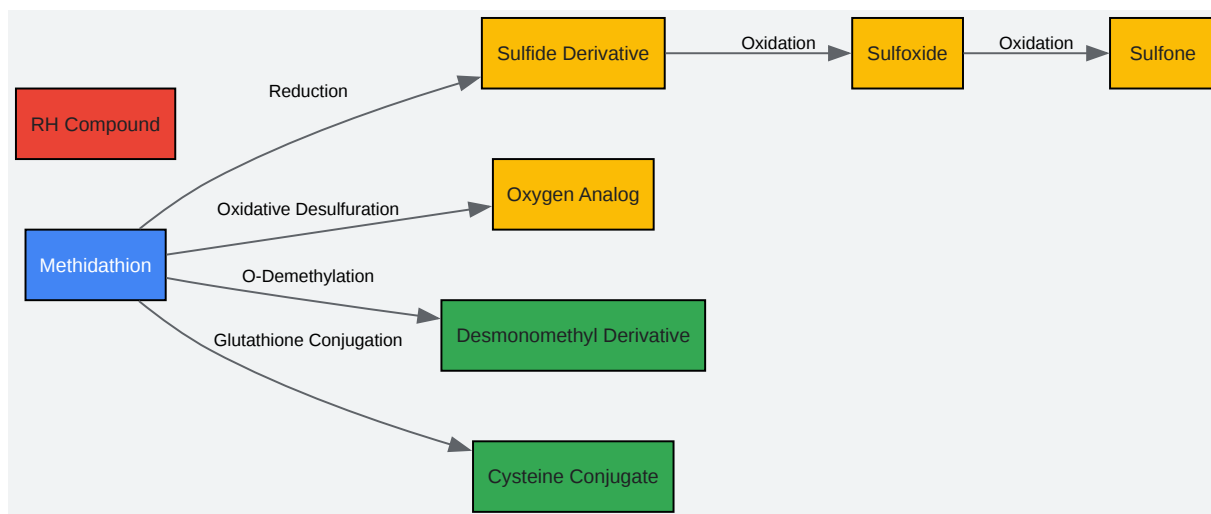 Sulfide Derivative
Oxidation
Sulfoxide
Oxidation
Sulfone
Reduction
RH Compound
Oxygen Analog
Oxidative Desulfuration
Methidathion
O-Demethylation
Desmonomethyl Derivative
Glutathione Conjugation
Cysteine Conjugate